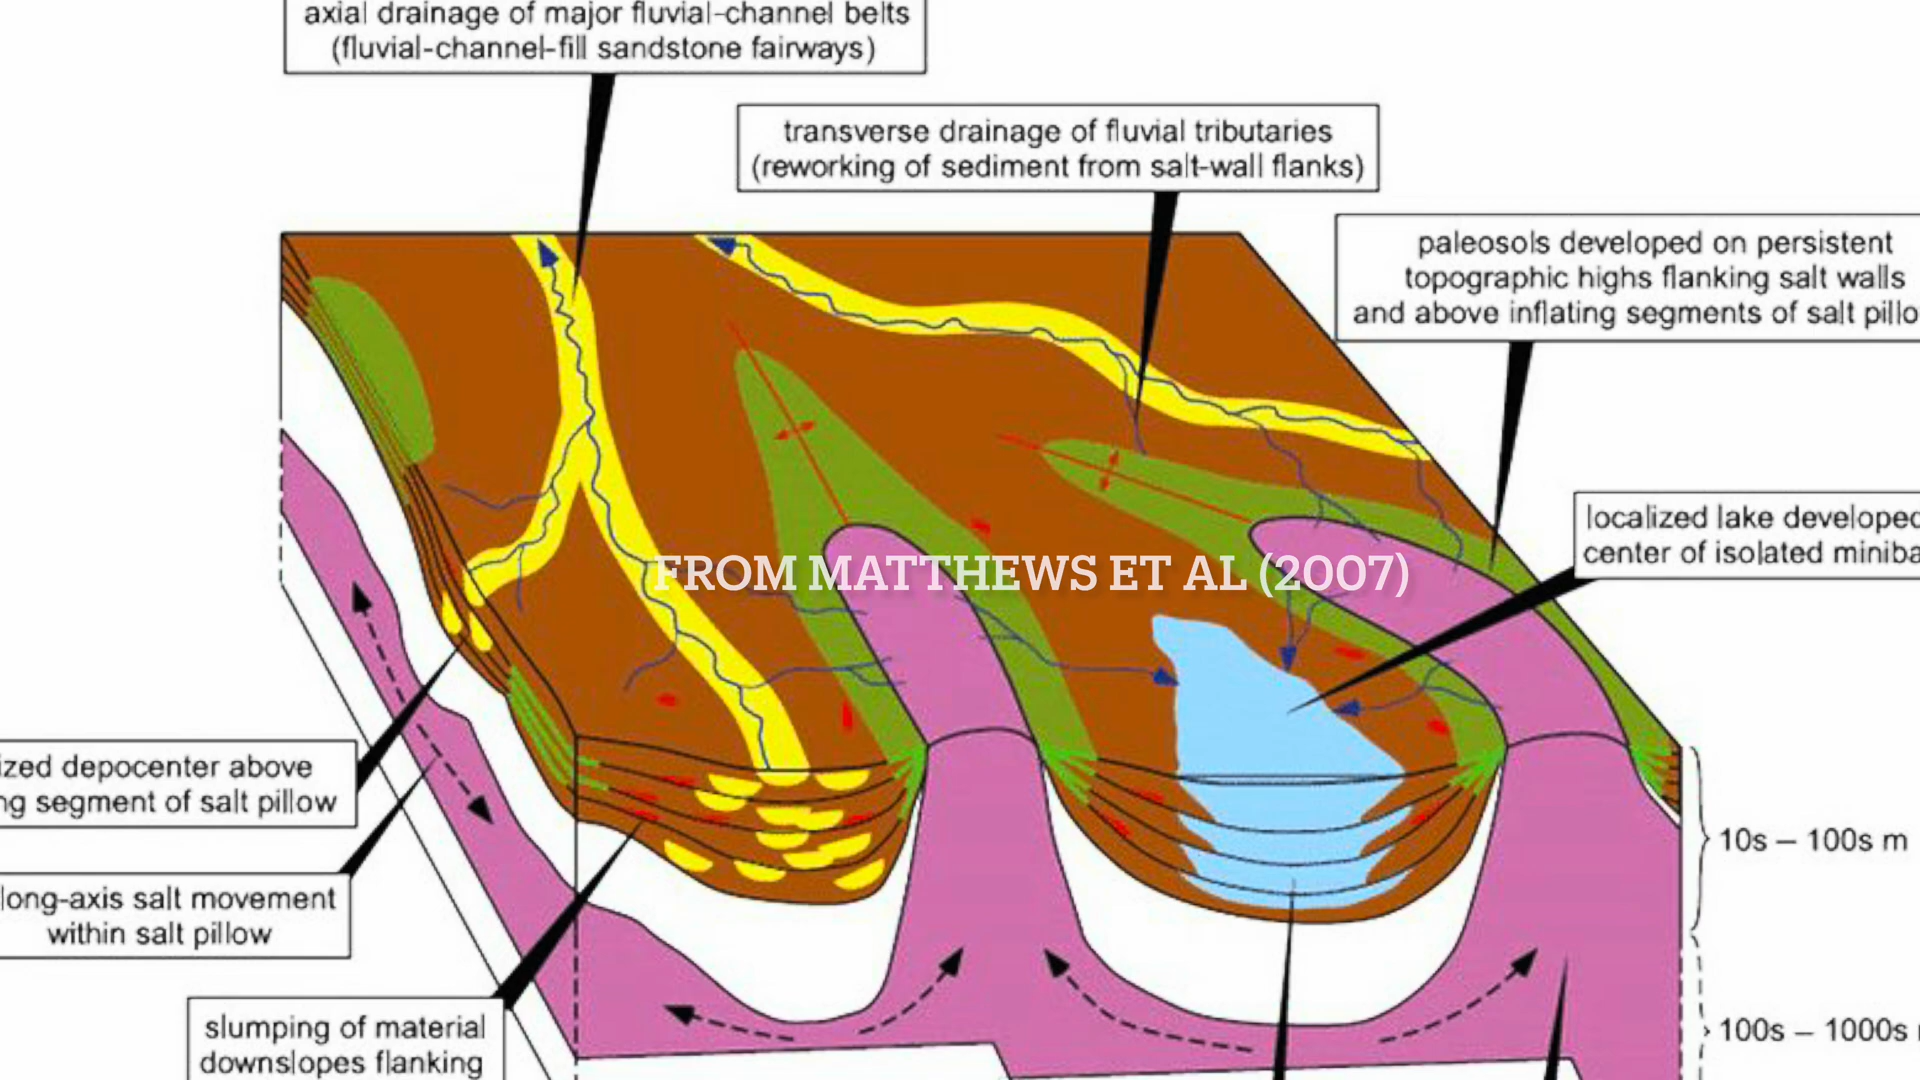 axial drainage of major fluvial-channel belts
(fluvial-channel-fill sandstone fairways)
transverse drainage of fluvial tributaries
(reworking of sediment from salt-wall flanks)
paleosols developed on persistent
topographic highs flanking salt walls
and above inflating segments of salt pillo
localized lake developed
center of isolated miniba
FROM MATTHEWS ET AL (2007)
ized depocenter above
ng segment of salt pillow
long-axis salt movement
within salt pillow
slumping of material
downslopes flanking
10s – 100s m
100s – 1000s